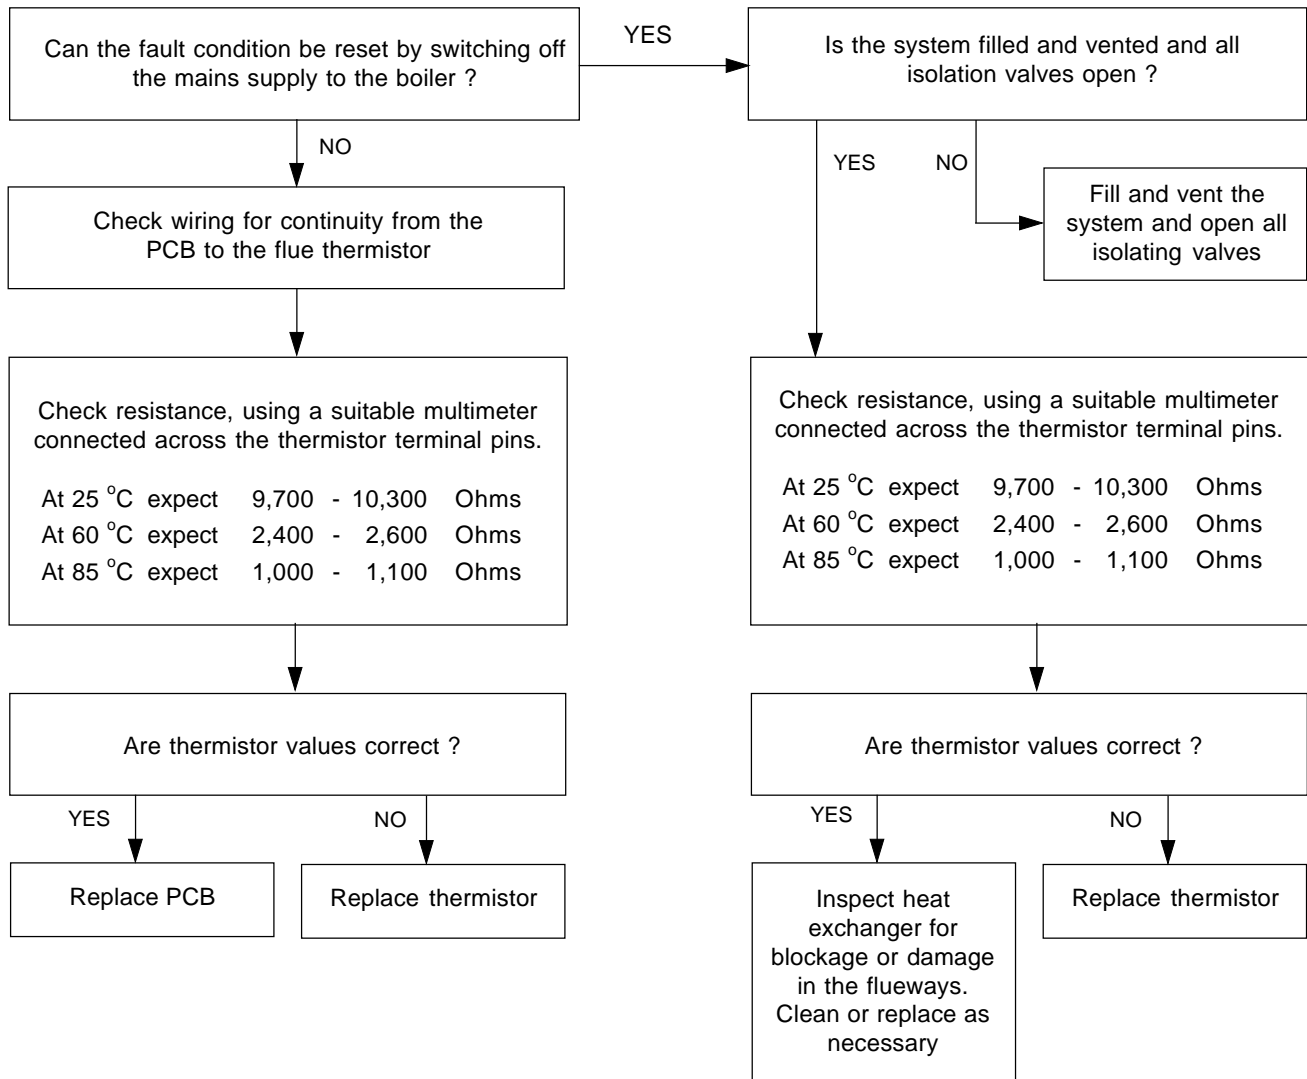 Can the fault condition be reset by switching off
the mains supply to the boiler ?
YES
Is the system filled and vented and all
isolation valves open ?
NO
YES
NO
Check wiring for continuity from the
PCB to the flue thermistor
Fill and vent the
system and open all
isolating valves
Check resistance, using a suitable multimeter
connected across the thermistor terminal pins.
At 25 °C expect 9,700 - 10,300 Ohms
At 60 °C expect 2,400 - 2,600 Ohms
At 85 °C expect 1,000 - 1,100 Ohms
Check resistance, using a suitable multimeter
connected across the thermistor terminal pins.
At 25 °C expect 9,700 - 10,300 Ohms
At 60 °C expect 2,400 - 2,600 Ohms
At 85 °C expect 1,000 - 1,100 Ohms
Are thermistor values correct ?
Are thermistor values correct ?
YES
NO
YES
NO
Replace PCB
Replace thermistor
Inspect heat
exchanger for
blockage or damage
in the flueways.
Clean or replace as
necessary
Replace thermistor